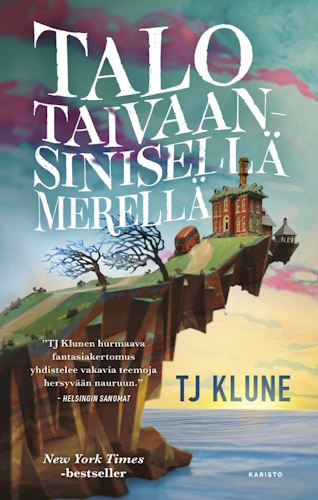 TALO
TAIVAAN-
SINISELLÄ
MERELLÄ
"TJ Klunen hurmaava
fantasiakertomus
yhdistelee vakavia teemoja
hersyvään nauruun."
– HELSINGIN SANOMAT
TJ KLUNE
New York Times
-bestseller
KARISTO